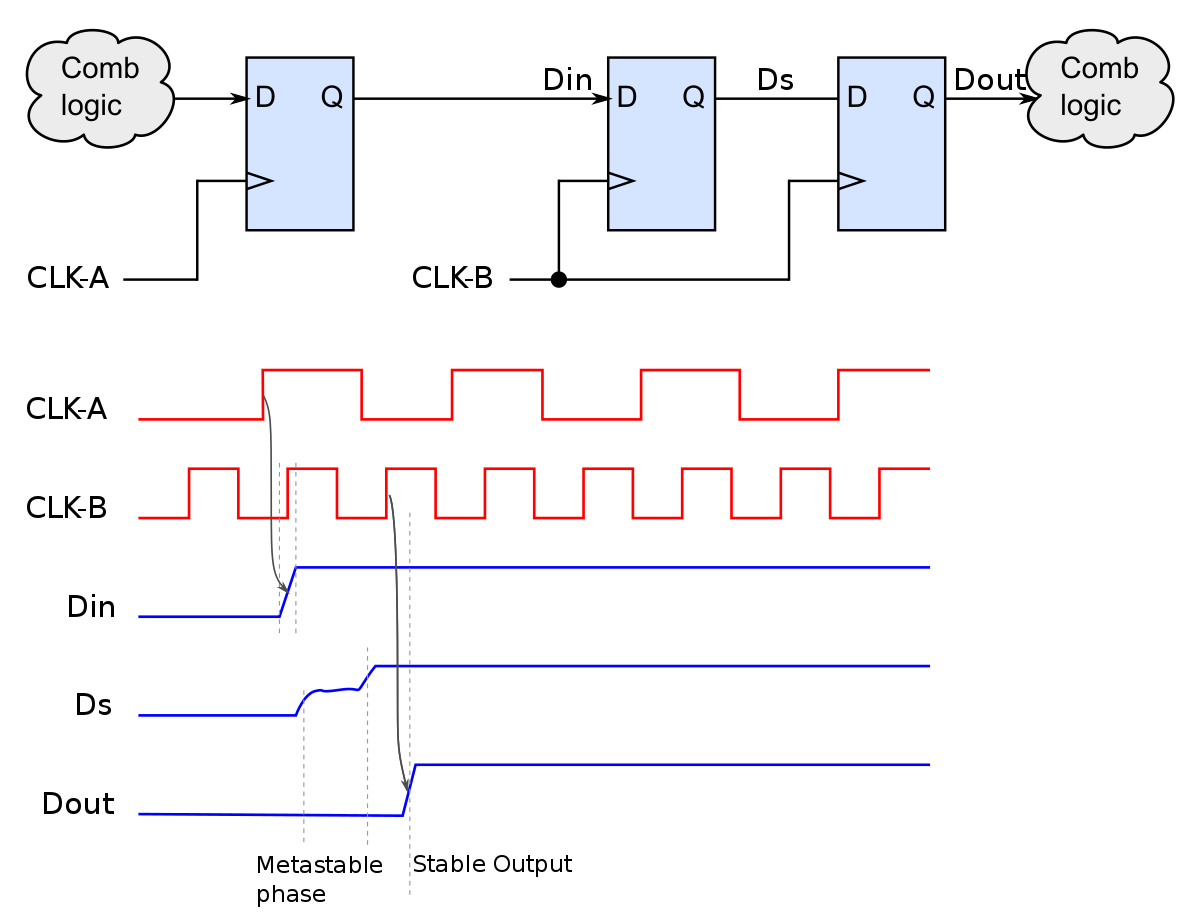 Comb
logic
D Q
Din
D Q
Ds
D Q
Dout
Comb
logic
CLK-A
CLK-B
CLK-A
CLK-B
Din
Ds
Dout
Metastable
phase
Stable Output